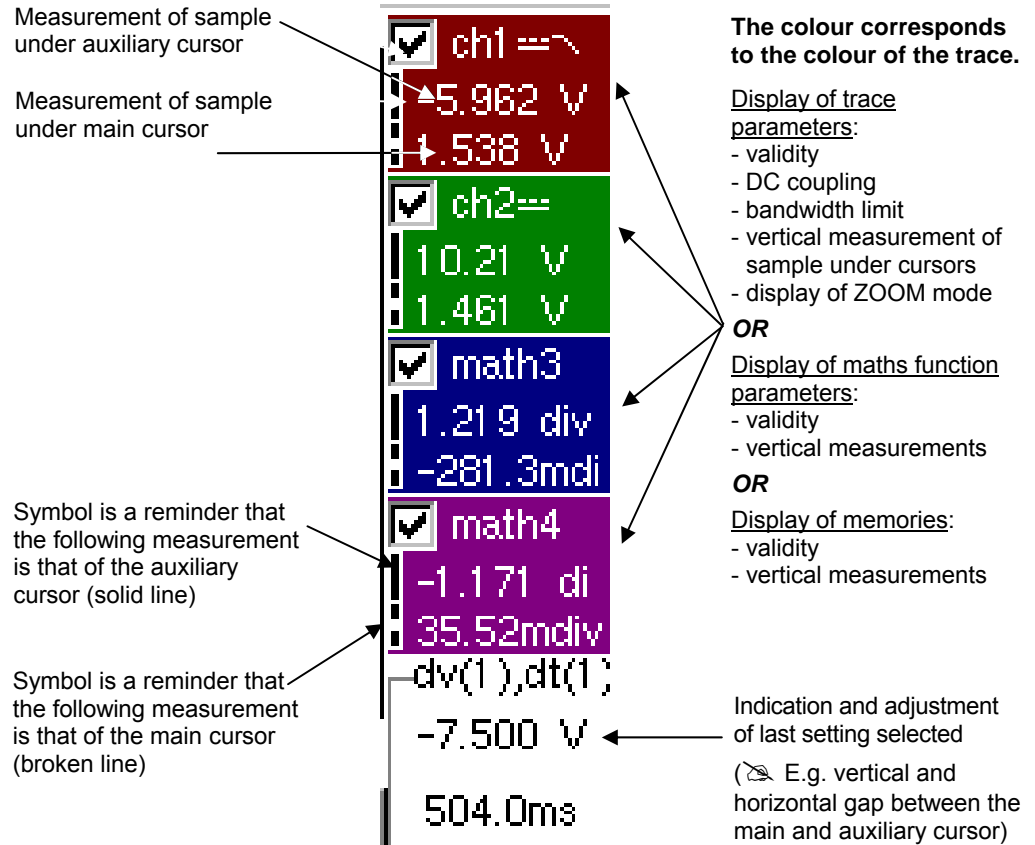 Measurement of sample
under auxiliary cursor
Measurement of sample
under main cursor
Symbol is a reminder that
the following measurement
is that of the auxiliary
cursor (solid line)
Symbol is a reminder that
the following measurement
is that of the main cursor
(broken line)
ch1
-5.962 V
1.538 V
ch2
10.21 V
1.461 V
math3
1.219 div
-281.3mdi
math4
-1.171 di
35.52mdiv
dv(1),dt(1)
-7.500 V
504.0ms
The colour corresponds
to the colour of the trace.
Display of trace
parameters:
- validity
- DC coupling
- bandwidth limit
- vertical measurement of
sample under cursors
- display of ZOOM mode
OR
Display of maths function
parameters:
- validity
- vertical measurements
OR
Display of memories:
- validity
- vertical measurements
Indication and adjustment
of last setting selected
(✎ E.g. vertical and
horizontal gap between the
main and auxiliary cursor)